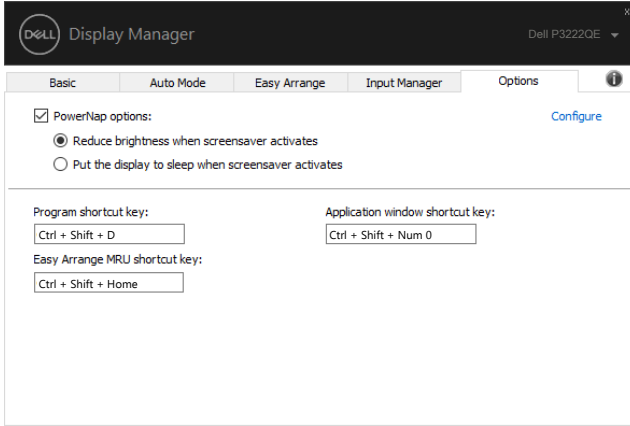 x
DELL Display Manager
Dell P3222QE
Basic Auto Mode Easy Arrange Input Manager Options
PowerNap options: Configure
Reduce brightness when screensaver activates
Put the display to sleep when screensaver activates
Program shortcut key: Application window shortcut key:
Ctrl + Shift + D Ctrl + Shift + Num 0
Easy Arrange MRU shortcut key:
Ctrl + Shift + Home